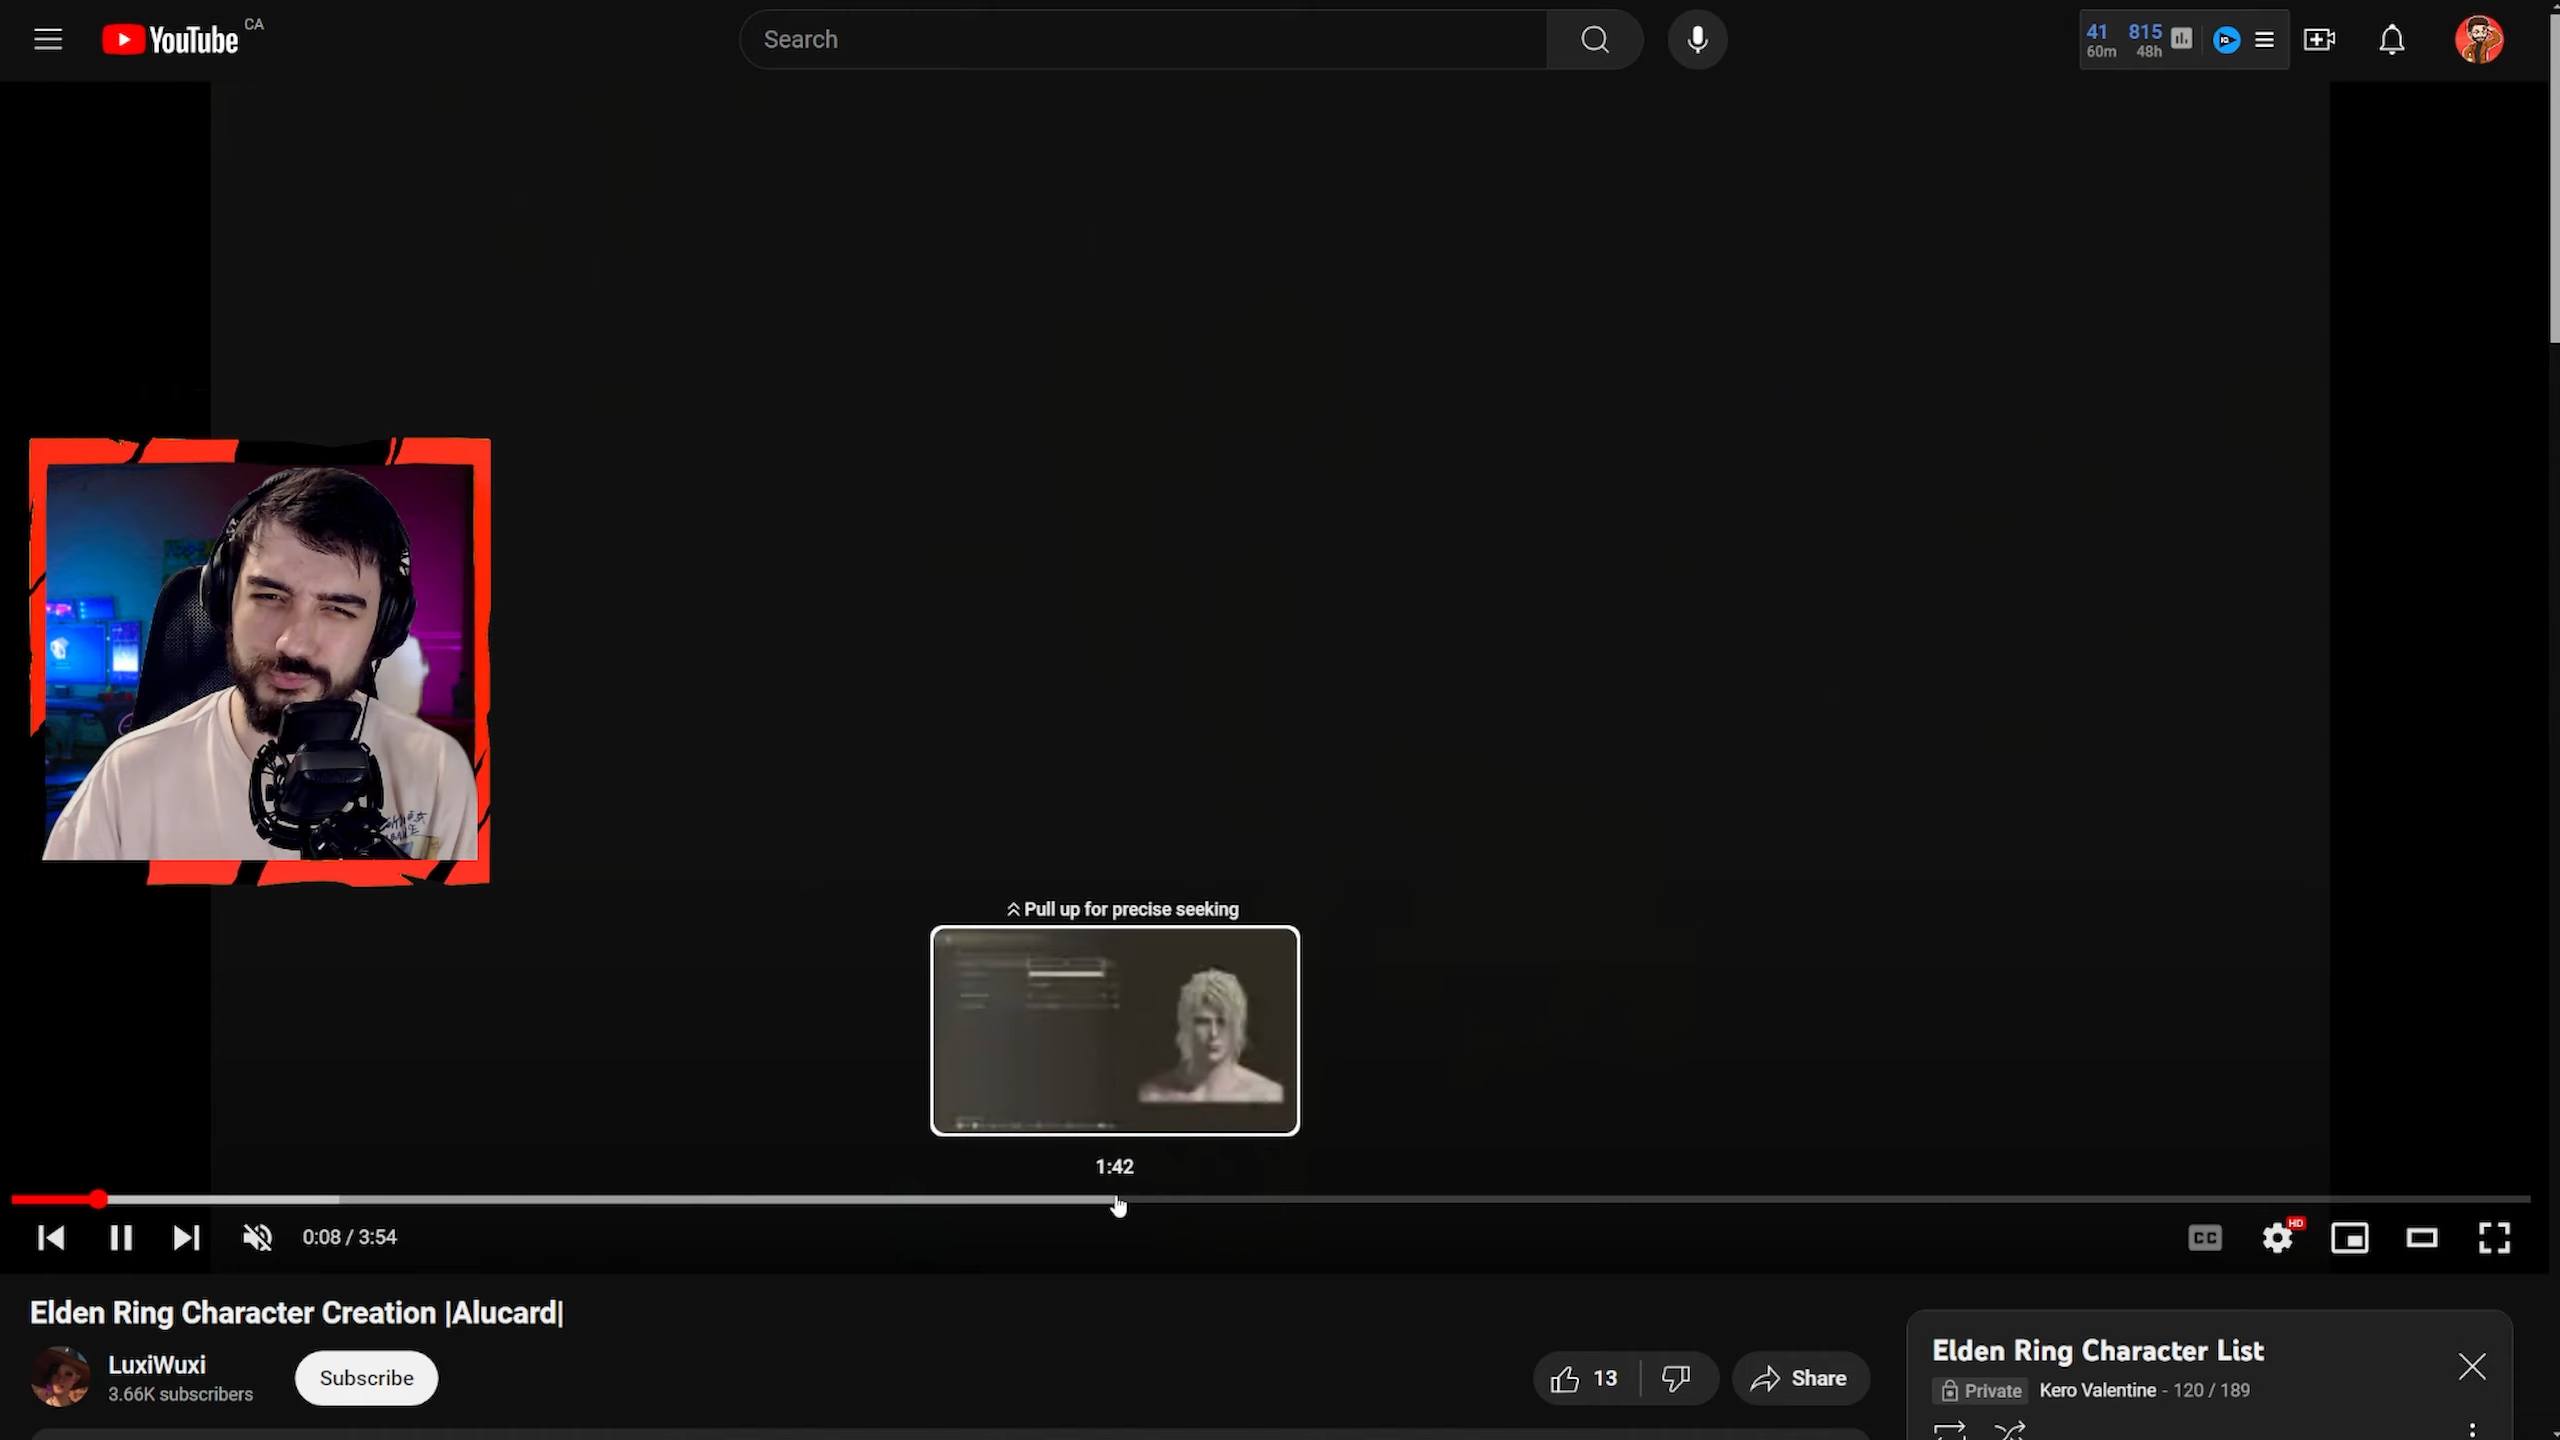 YouTube CA
Search
41 815
60m 48h
HD
Pull up for precise seeking
1:42
0:08 / 3:54
CC
Elden Ring Character Creation |Alucard|
LuxiWuxi
3.66K subscribers
Subscribe
13
Share
Elden Ring Character List
Private Kero Valentine - 120 / 189